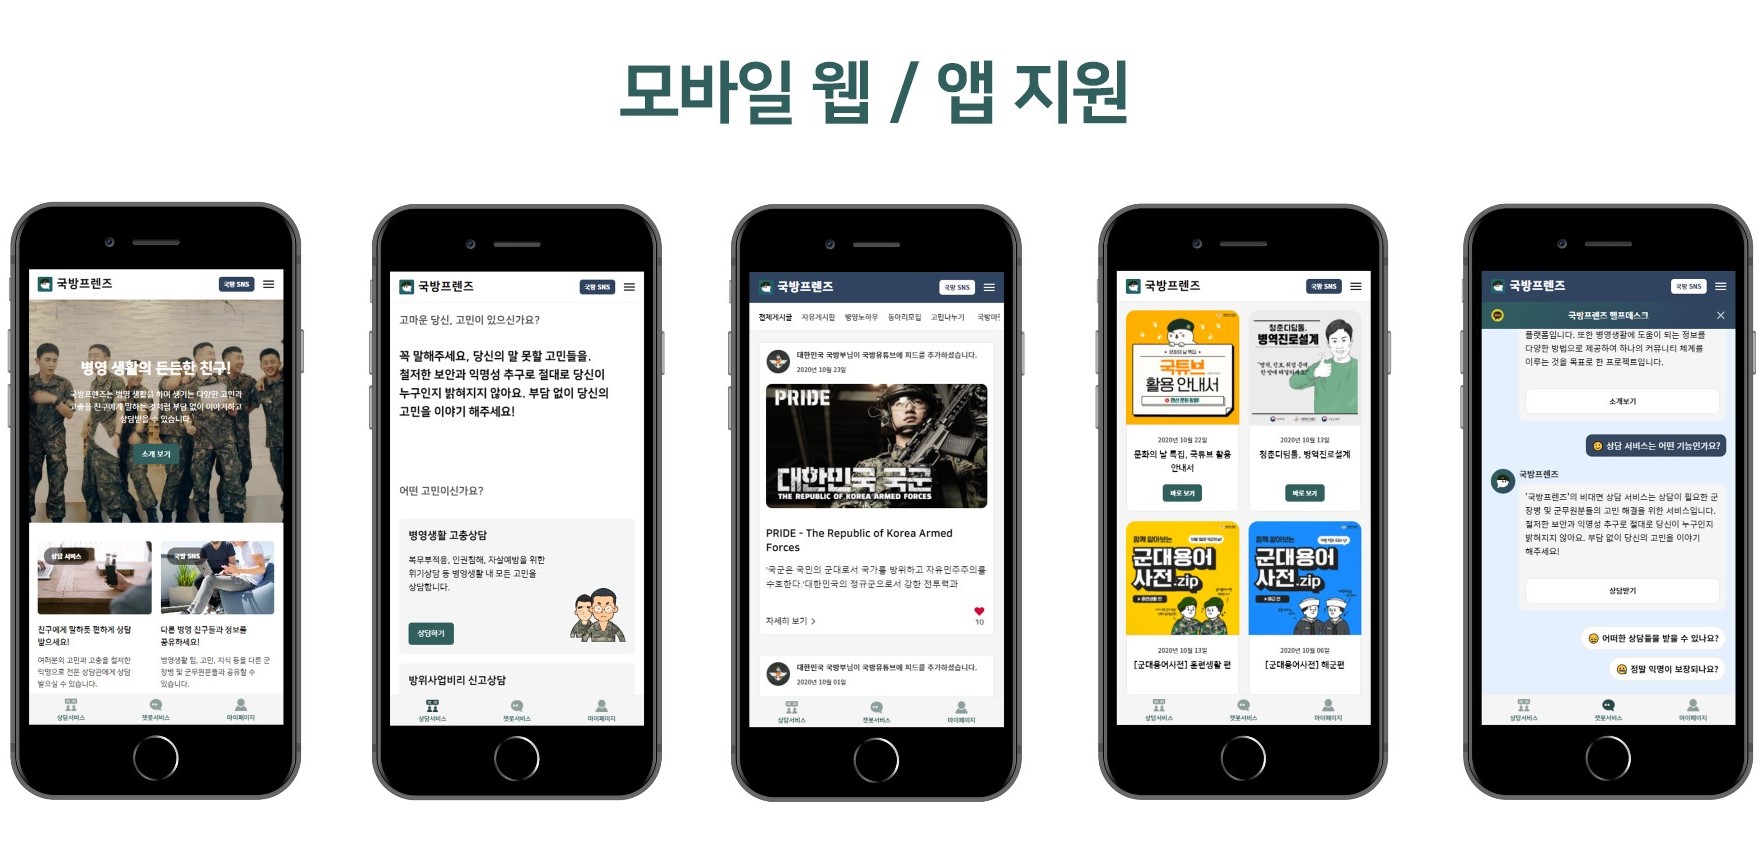 모바일 웹 / 앱 지원
국방프렌즈
국방 SNS
병영 생활의 든든한 친구!
국방프렌즈는 병영 생활을 하며 생기는 다양한 고민과
고충을 친구에게 말하는 것처럼 부담 없이 이야기하고
상담받을 수 있습니다.
소개 보기
상담 서비스
국방 SNS
친구에게 말하듯 편하게 상담
받으세요!
다른 병영 친구들과 정보를
공유하세요!
여러분의 고민과 고충을 철저한
익명으로 전문 상담관에게 상담
받으실 수 있습니다.
병영생활 팁, 고민, 지식 등을 다른 군
장병 및 군무원분들과 공유할 수
있습니다.
상담서비스
챗봇서비스
마이페이지
국방프렌즈
국방 SNS
고마운 당신, 고민이 있으신가요?
꼭 말해주세요, 당신의 말 못할 고민들을.
철저한 보안과 익명성 추구로 절대로 당신이
누구인지 밝혀지지 않아요. 부담 없이 당신의
고민을 이야기 해주세요!
어떤 고민이신가요?
병영생활 고충상담
복무부적응, 인권침해, 자살예방을 위한
위기상담 등 병영생활 내 모든 고민을
상담합니다.
상담하기
방위사업비리 신고상담
상담서비스
챗봇서비스
마이페이지
국방프렌즈
국방 SNS
전체게시글
자유게시판
병영노하우
동아리모집
고민나누기
대한민국 국방부님이 국방유튜브에 피드를 추가하셨습니다.
2020년 10월 23일
PRIDE
대한민국 국군
THE REPUBLIC OF KOREA ARMED FORCES
PRIDE - The Republic of Korea Armed
Forces
'국군은 국민의 군대로서 국가를 방위하고 자유민주주의를
수호한다.'대한민국의 정규군으로서 강한 전투력과
자세히 보기 >
10
대한민국 국방부님이 국방유튜브에 피드를 추가하셨습니다.
2020년 10월 01일
상담서비스
챗봇서비스
마이페이지
국방프렌즈
국방 SNS
문화의 날 특집
국튜브
활용 안내서
청춘디딤돌,
병역진로설계
2020년 10월 22일
문화의 날 특집, 국튜브 활용
안내서
바로 보기
2020년 10월 13일
청춘디딤돌, 병역진로설계
바로 보기
함께 알아보는
군대용어
사전.zip
함께 알아보는
군대용어
사전.zip
2020년 10월 13일
[군대용어사전] 훈련생활 편
2020년 10월 06일
[군대용어사전] 해군편
상담서비스
챗봇서비스
마이페이지
국방프렌즈
국방 SNS
국방프렌즈 헬프데스크
플랫폼입니다. 또한 병영생활에 도움이 되는 정보를
다양한 방법으로 제공하여 하나의 커뮤니티 체계를
이루는 것을 목표로 한 프로젝트입니다.
소개보기
상담 서비스는 어떤 기능인가요?
국방프렌즈
'국방프렌즈'의 비대면 상담 서비스는 상담이 필요한 군
장병 및 군무원분들의 고민 해결을 위한 서비스입니다.
철저한 보안과 익명성 추구로 절대로 당신이 누구인지
밝혀지지 않아요. 부담 없이 당신의 고민을 이야기
해주세요!
상담받기
어떠한 상담들을 받을 수 있나요?
정말 익명이 보장되나요?
상담서비스
챗봇서비스
마이페이지